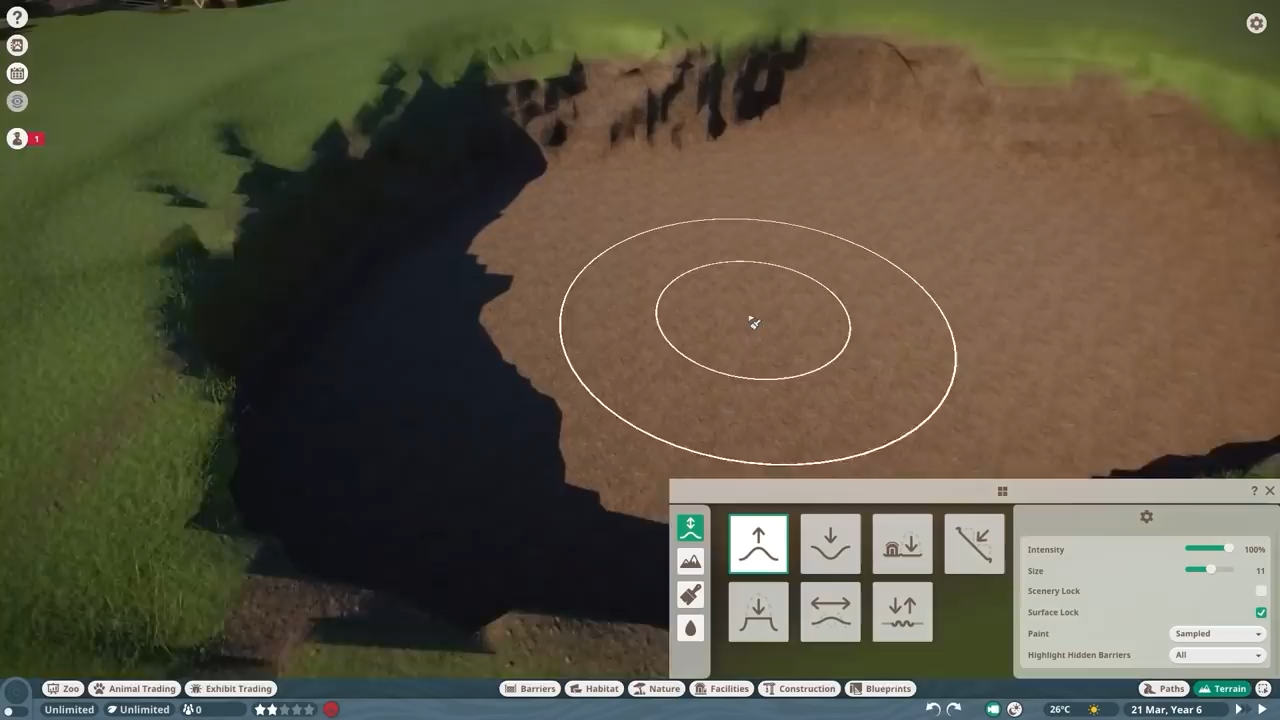 ?
1
? ×
Intensity 100%
Size 11
Scenery Lock
Surface Lock
Paint Sampled
Highlight Hidden Barriers All
Zoo Animal Trading Exhibit Trading Barriers Habitat Nature Facilities Construction Blueprints Paths Terrain
Unlimited Unlimited 0 26°C 21 Mar, Year 6